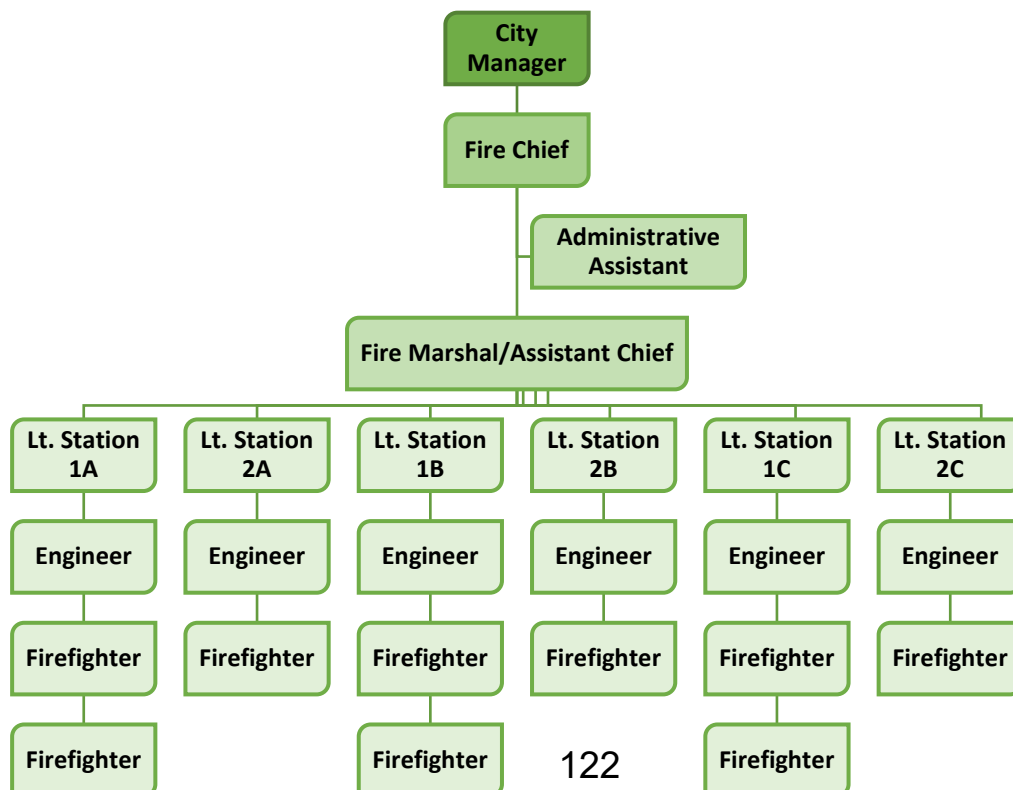 City
Manager
Fire Chief
Administrative
Assistant
Fire Marshal/Assistant Chief
Lt. Station
1A
Lt. Station
2A
Lt. Station
1B
Lt. Station
2B
Lt. Station
1C
Lt. Station
2C
Engineer
Engineer
Engineer
Engineer
Engineer
Engineer
Firefighter
Firefighter
Firefighter
Firefighter
Firefighter
Firefighter
Firefighter
Firefighter
Firefighter
122